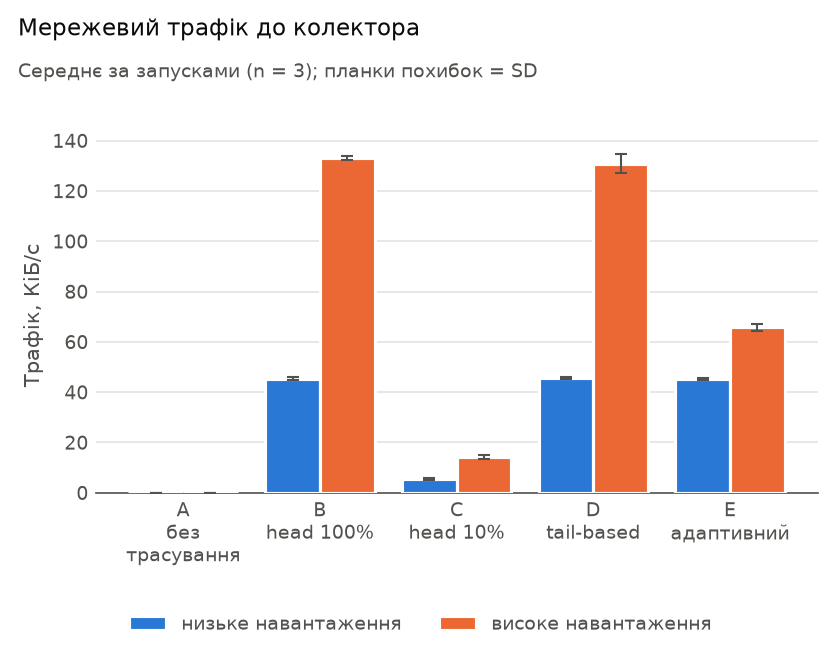 Мережевий трафік до колектора
Середнє за запусками (n = 3); планки похибок = SD
Трафік, КіБ/с
140
120
100
80
60
40
20
0
A
без
трасування
B
head 100%
C
head 10%
D
tail-based
E
адаптивний
низьке навантаження
високе навантаження